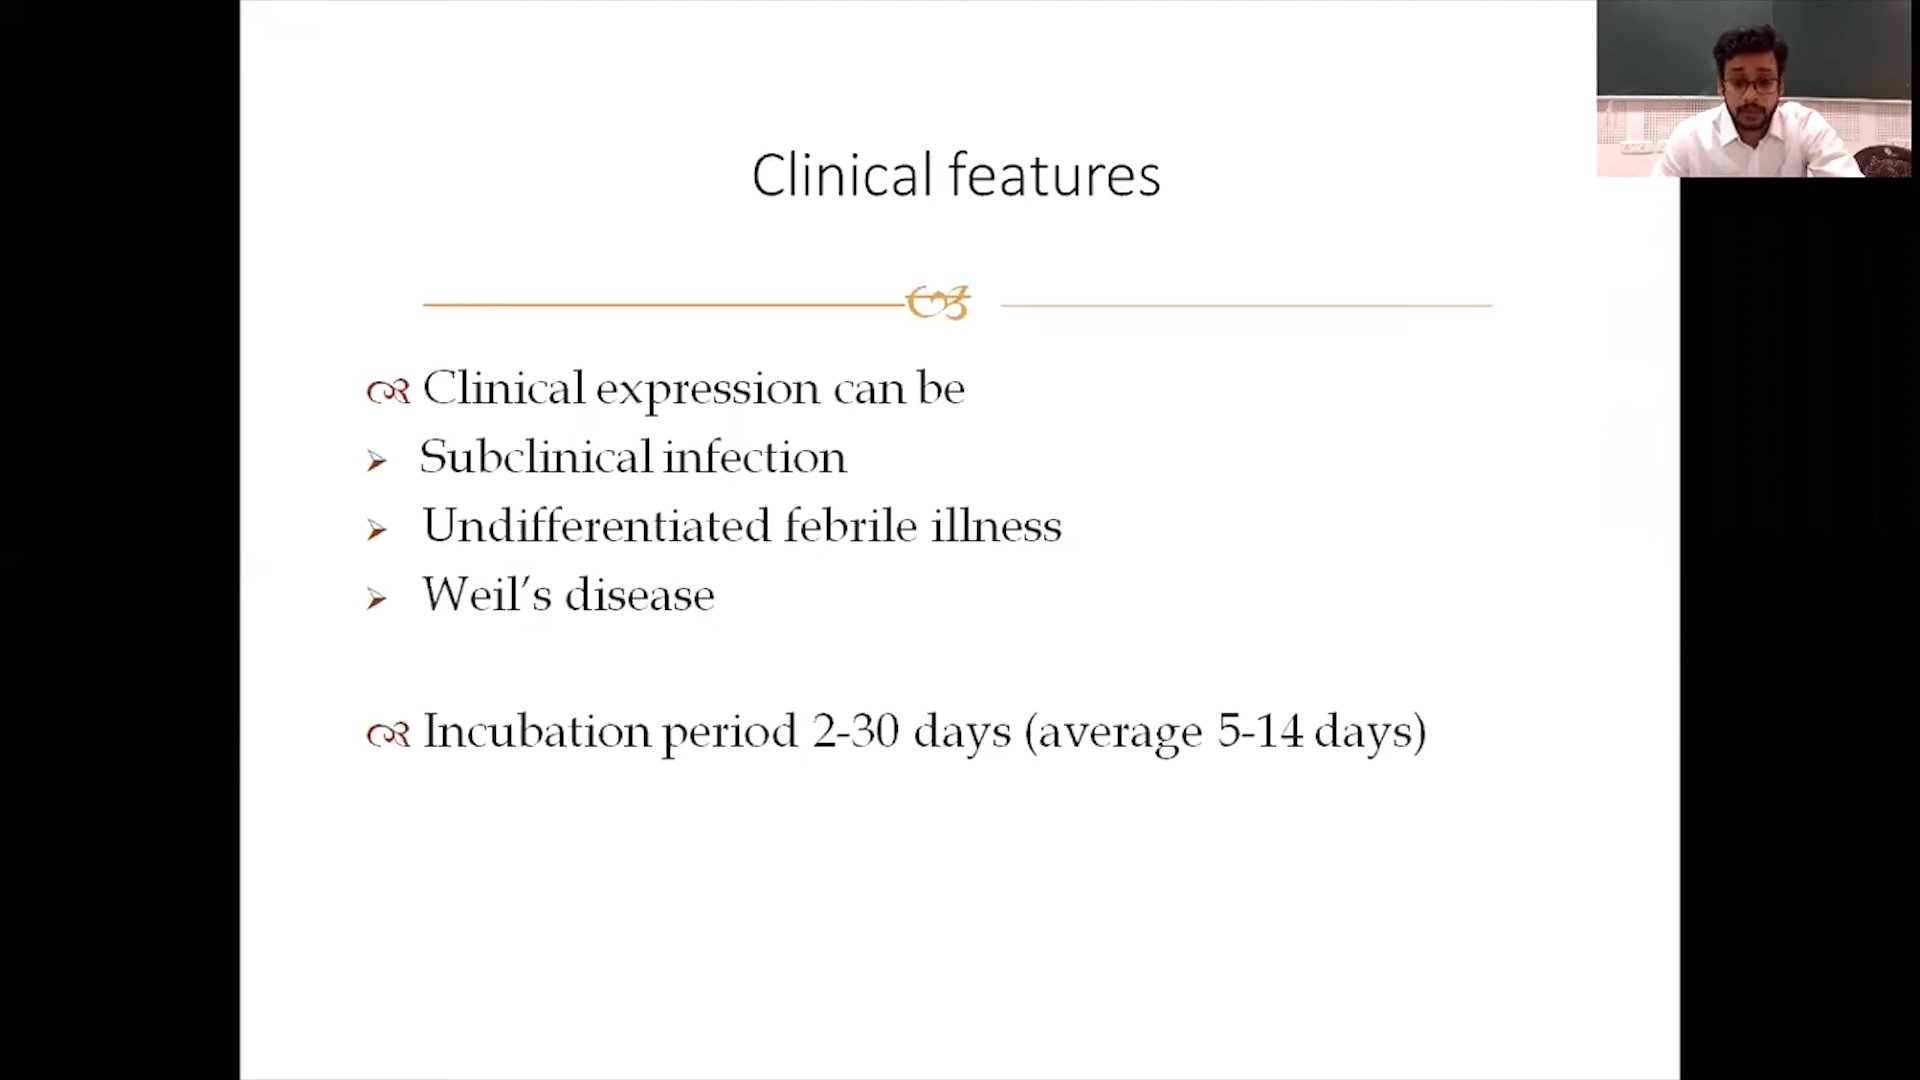 Clinical features
Clinical expression can be
Subclinical infection
Undifferentiated febrile illness
Weil's disease
Incubation period 2-30 days (average 5-14 days)